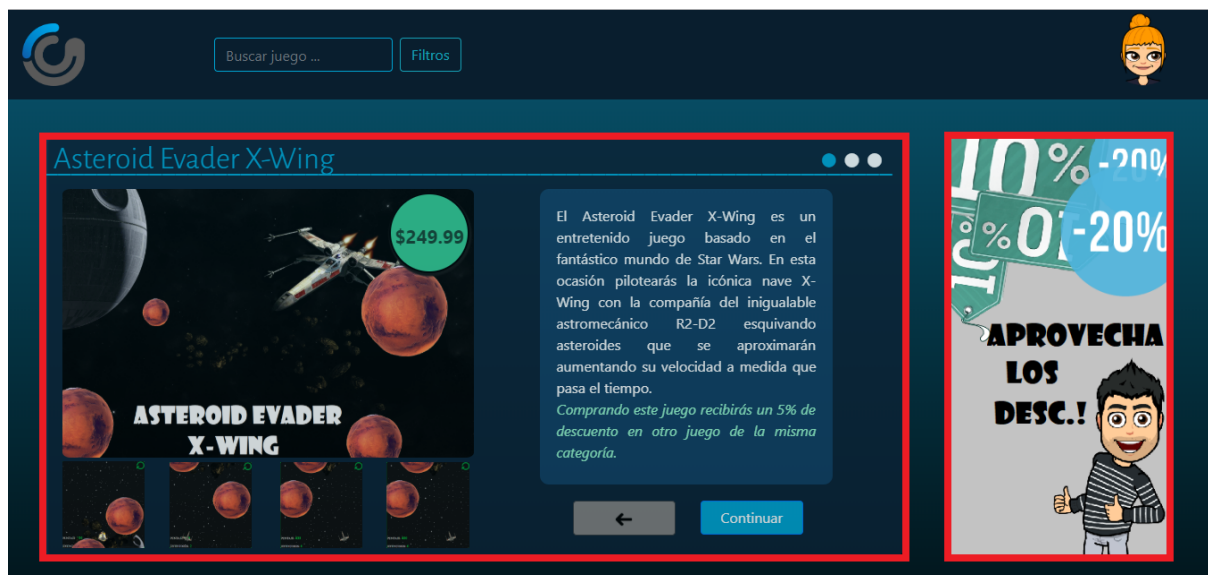 Buscar juego ...
Filtros
Asteroid Evader X-Wing
$249.99
ASTEROID EVADER
X-WING
El Asteroid Evader X-Wing es un
entretenido juego basado en el
fantástico mundo de Star Wars. En esta
ocasión pilotearás la icónica nave X-
Wing con la compañía del inigualable
astromecánico R2-D2 esquivando
asteroides que se aproximarán
aumentando su velocidad a medida que
pasa el tiempo.
Comprando este juego recibirás un 5% de
descuento en otro juego de la misma
categoría.
←
Continuar
10%
-20%
%
-20%
APROVECHA
LOS
DESC.!